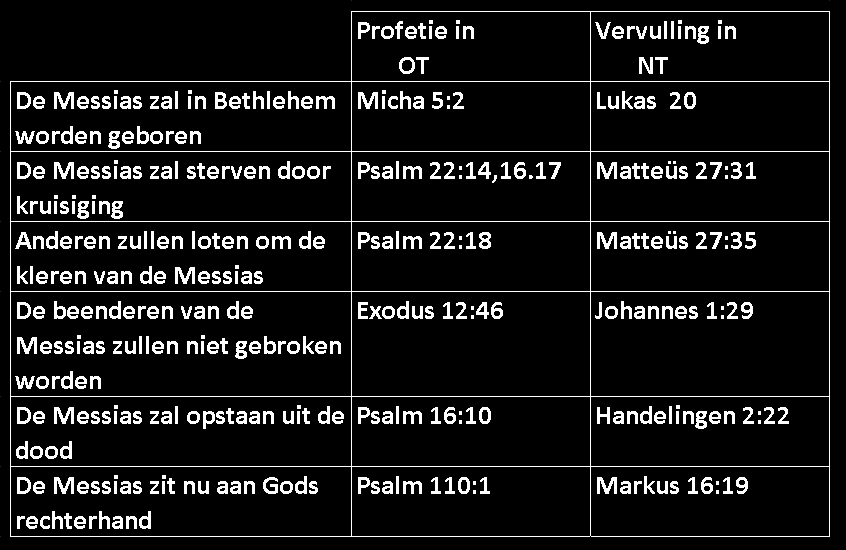 Profetie in Vervulling in
OT NT
De Messias zal in Bethlehem Micha 5:2 Lukas  20
worden geboren
De Messias zal sterven door Psalm 22:14,16.17 Matteüs 27:31
kruisiging
Anderen zullen loten om de Psalm 22:18 Matteüs 27:35
kleren van de Messias
De beenderen van de Exodus 12:46 Johannes 1:29
Messias zullen niet gebroken
worden
De Messias zal opstaan uit de Psalm 16:10 Handelingen 2:22
dood
De Messias zit nu aan Gods Psalm 110:1 Markus 16:19
rechterhand